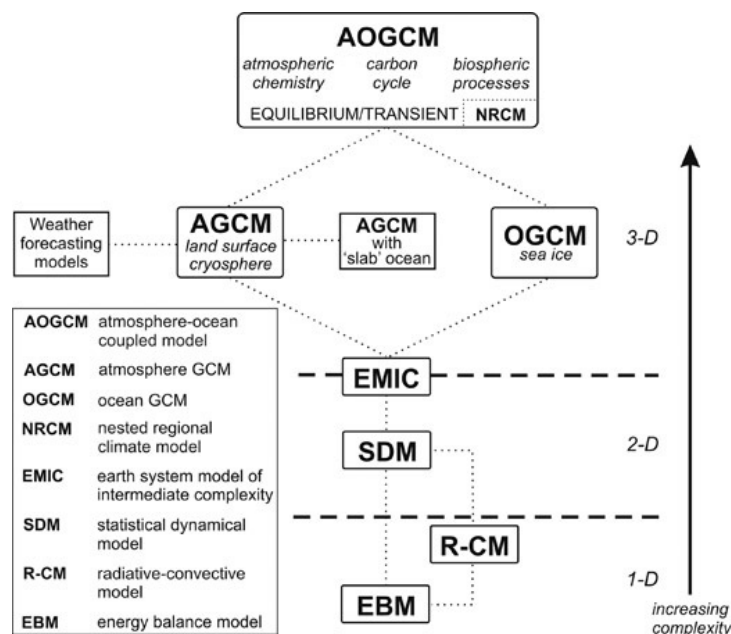 AOGCM
atmospheric carbon biospheric
chemistry cycle processes
EQUILIBRIUM/TRANSIENT NRCM
Weather
forecasting
models
AGCM
land surface
cryosphere
AGCM
with
'slab' ocean
OGCM
sea ice
3-D
AOGCM atmosphere-ocean
coupled model
AGCM atmosphere GCM
OGCM ocean GCM
NRCM nested regional
climate model
EMIC earth system model of
intermediate complexity
SDM statistical dynamical
model
R-CM radiative-convective
model
EBM energy balance model
EMIC
SDM
2-D
R-CM
EBM
1-D
increasing
complexity